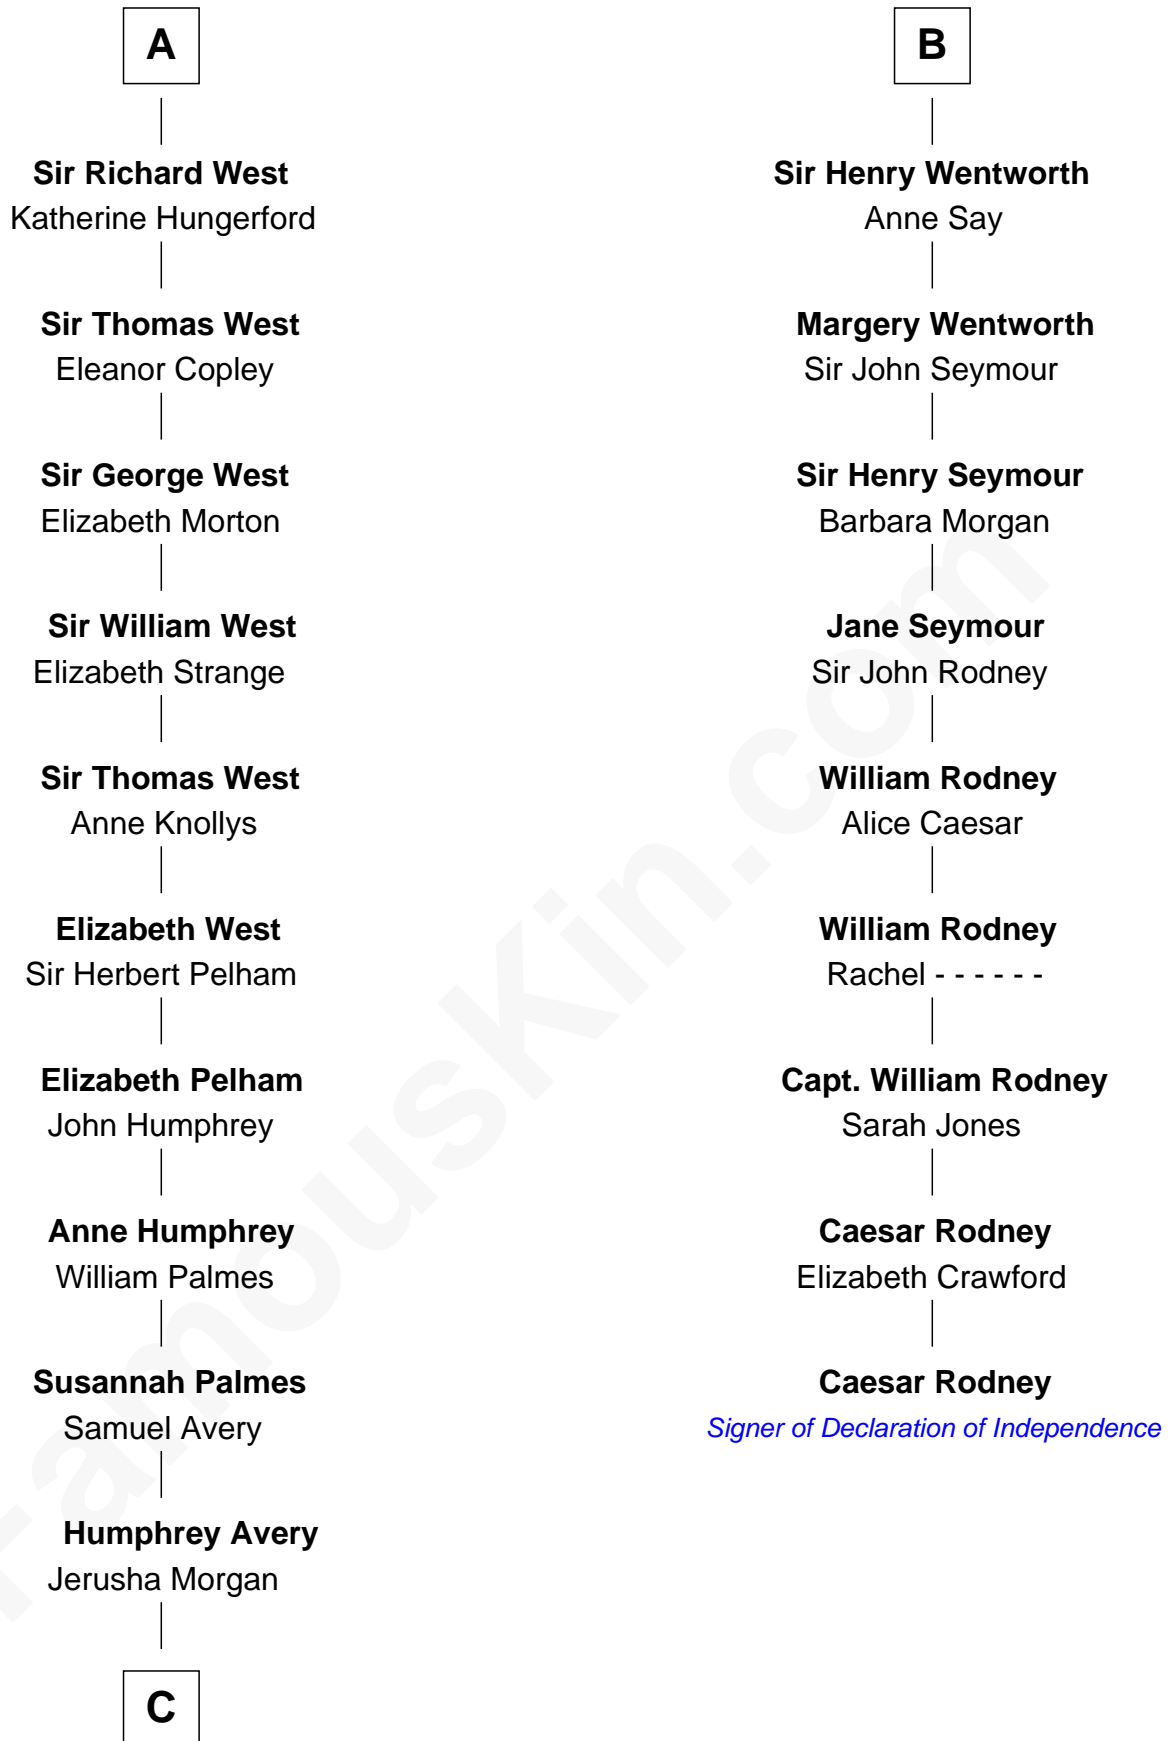 A
Sir Richard West
Katherine Hungerford
Sir Thomas West
Eleanor Copley
Sir George West
Elizabeth Morton
Sir William West
Elizabeth Strange
Sir Thomas West
Anne Knollys
Elizabeth West
Sir Herbert Pelham
Elizabeth Pelham
John Humphrey
Anne Humphrey
William Palmes
Susannah Palmes
Samuel Avery
Humphrey Avery
Jerusha Morgan
C
B
Sir Henry Wentworth
Anne Say
Margery Wentworth
Sir John Seymour
Sir Henry Seymour
Barbara Morgan
Jane Seymour
Sir John Rodney
William Rodney
Alice Caesar
William Rodney
Rachel - - - - - -
Capt. William Rodney
Sarah Jones
Caesar Rodney
Elizabeth Crawford
Caesar Rodney
Signer of Declaration of Independence
FamousKin.com